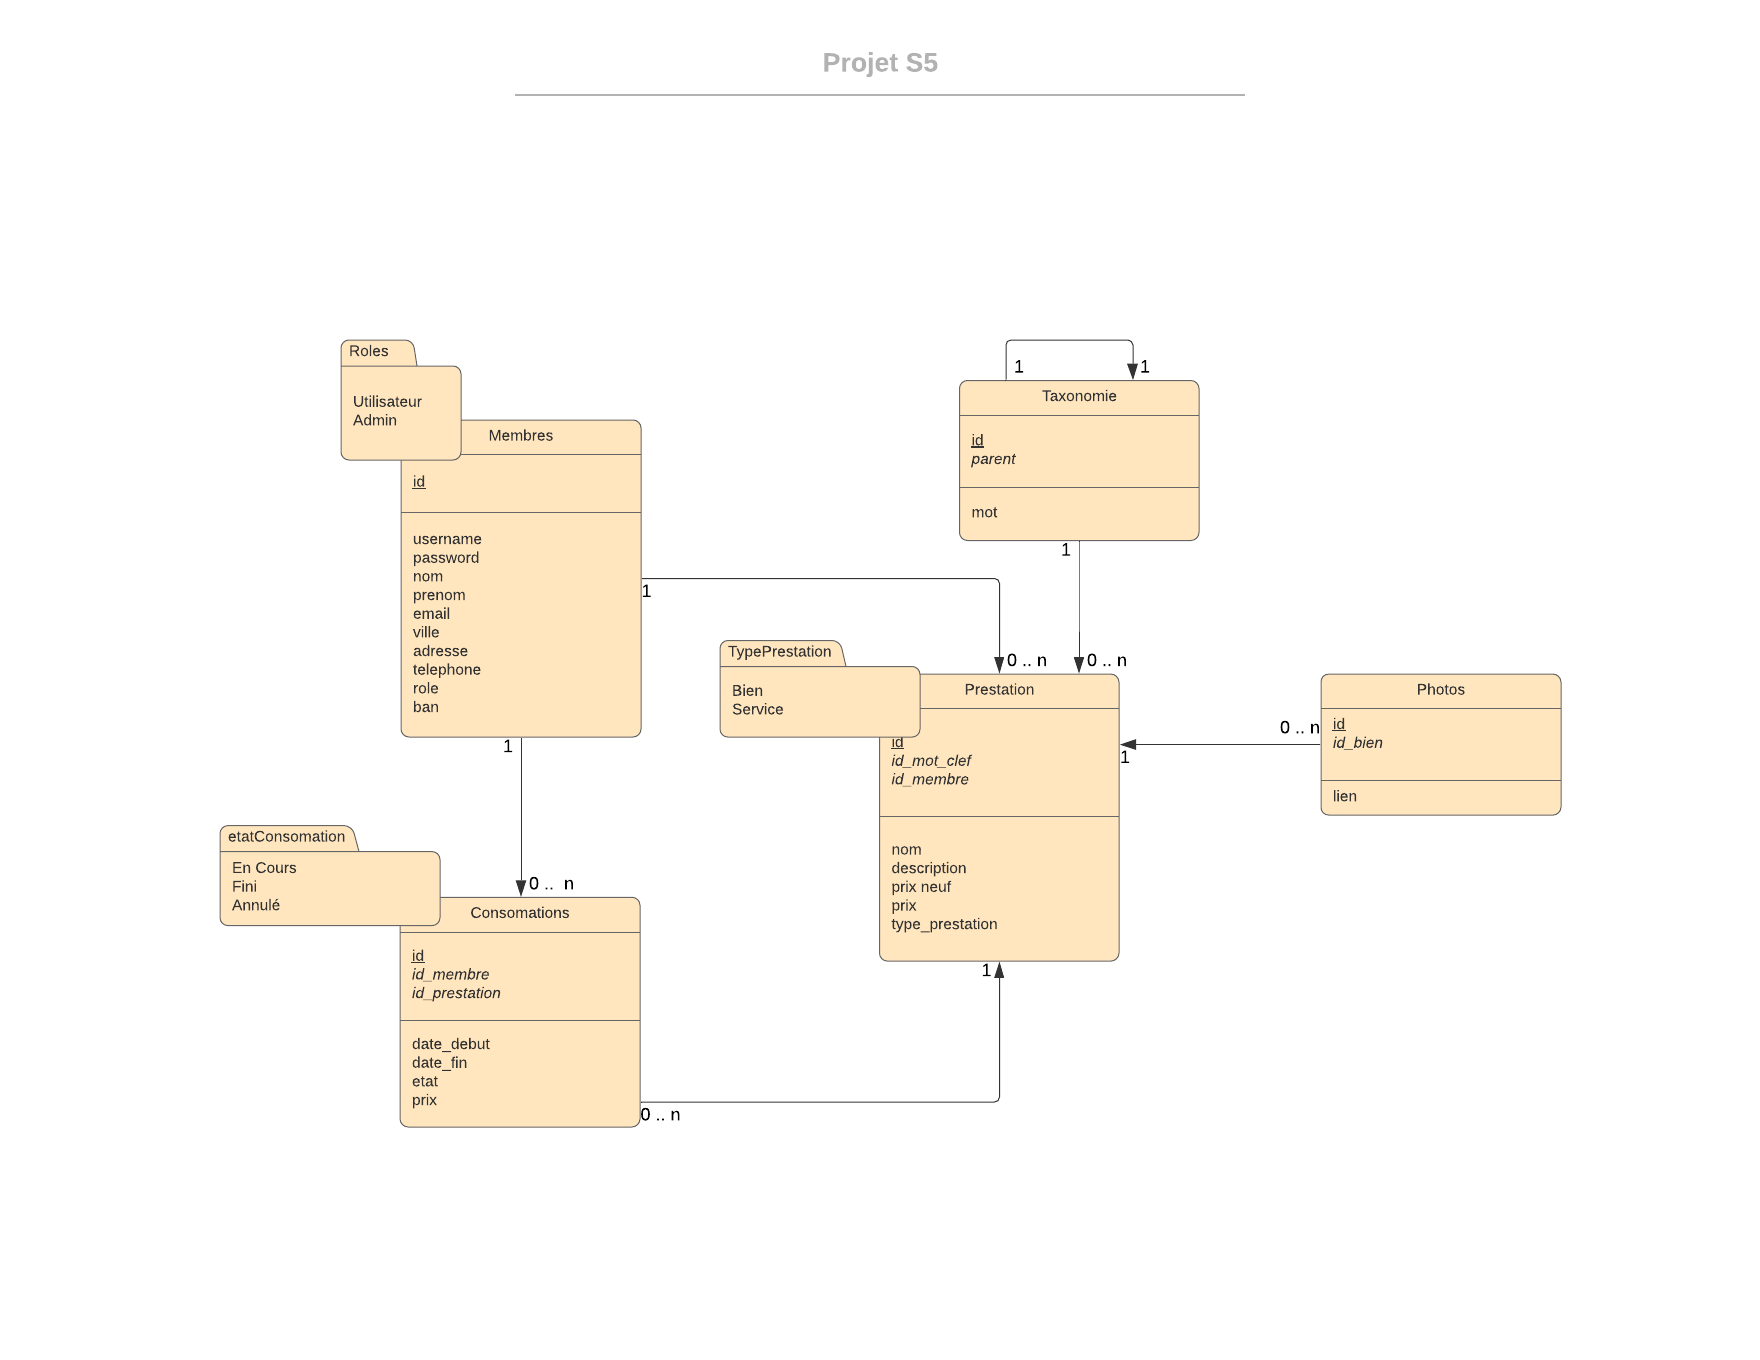 Projet S5
Roles
Utilisateur
Admin
Membres
id
username
password
nom
prenom
email
ville
adresse
telephone
role
ban
1
1
1
1
Taxonomie
id
parent
mot
1
0 .. n
0 .. n
TypePrestation
Bien
Service
Prestation
id
id_mot_clef
id_membre
nom
description
prix neuf
prix
type_prestation
1
1
0 .. n
Photos
id
id_bien
lien
etatConsomation
En Cours
Fini
Annulé
0 ..  n
Consomations
id
id_membre
id_prestation
date_debut
date_fin
etat
prix
0 .. n